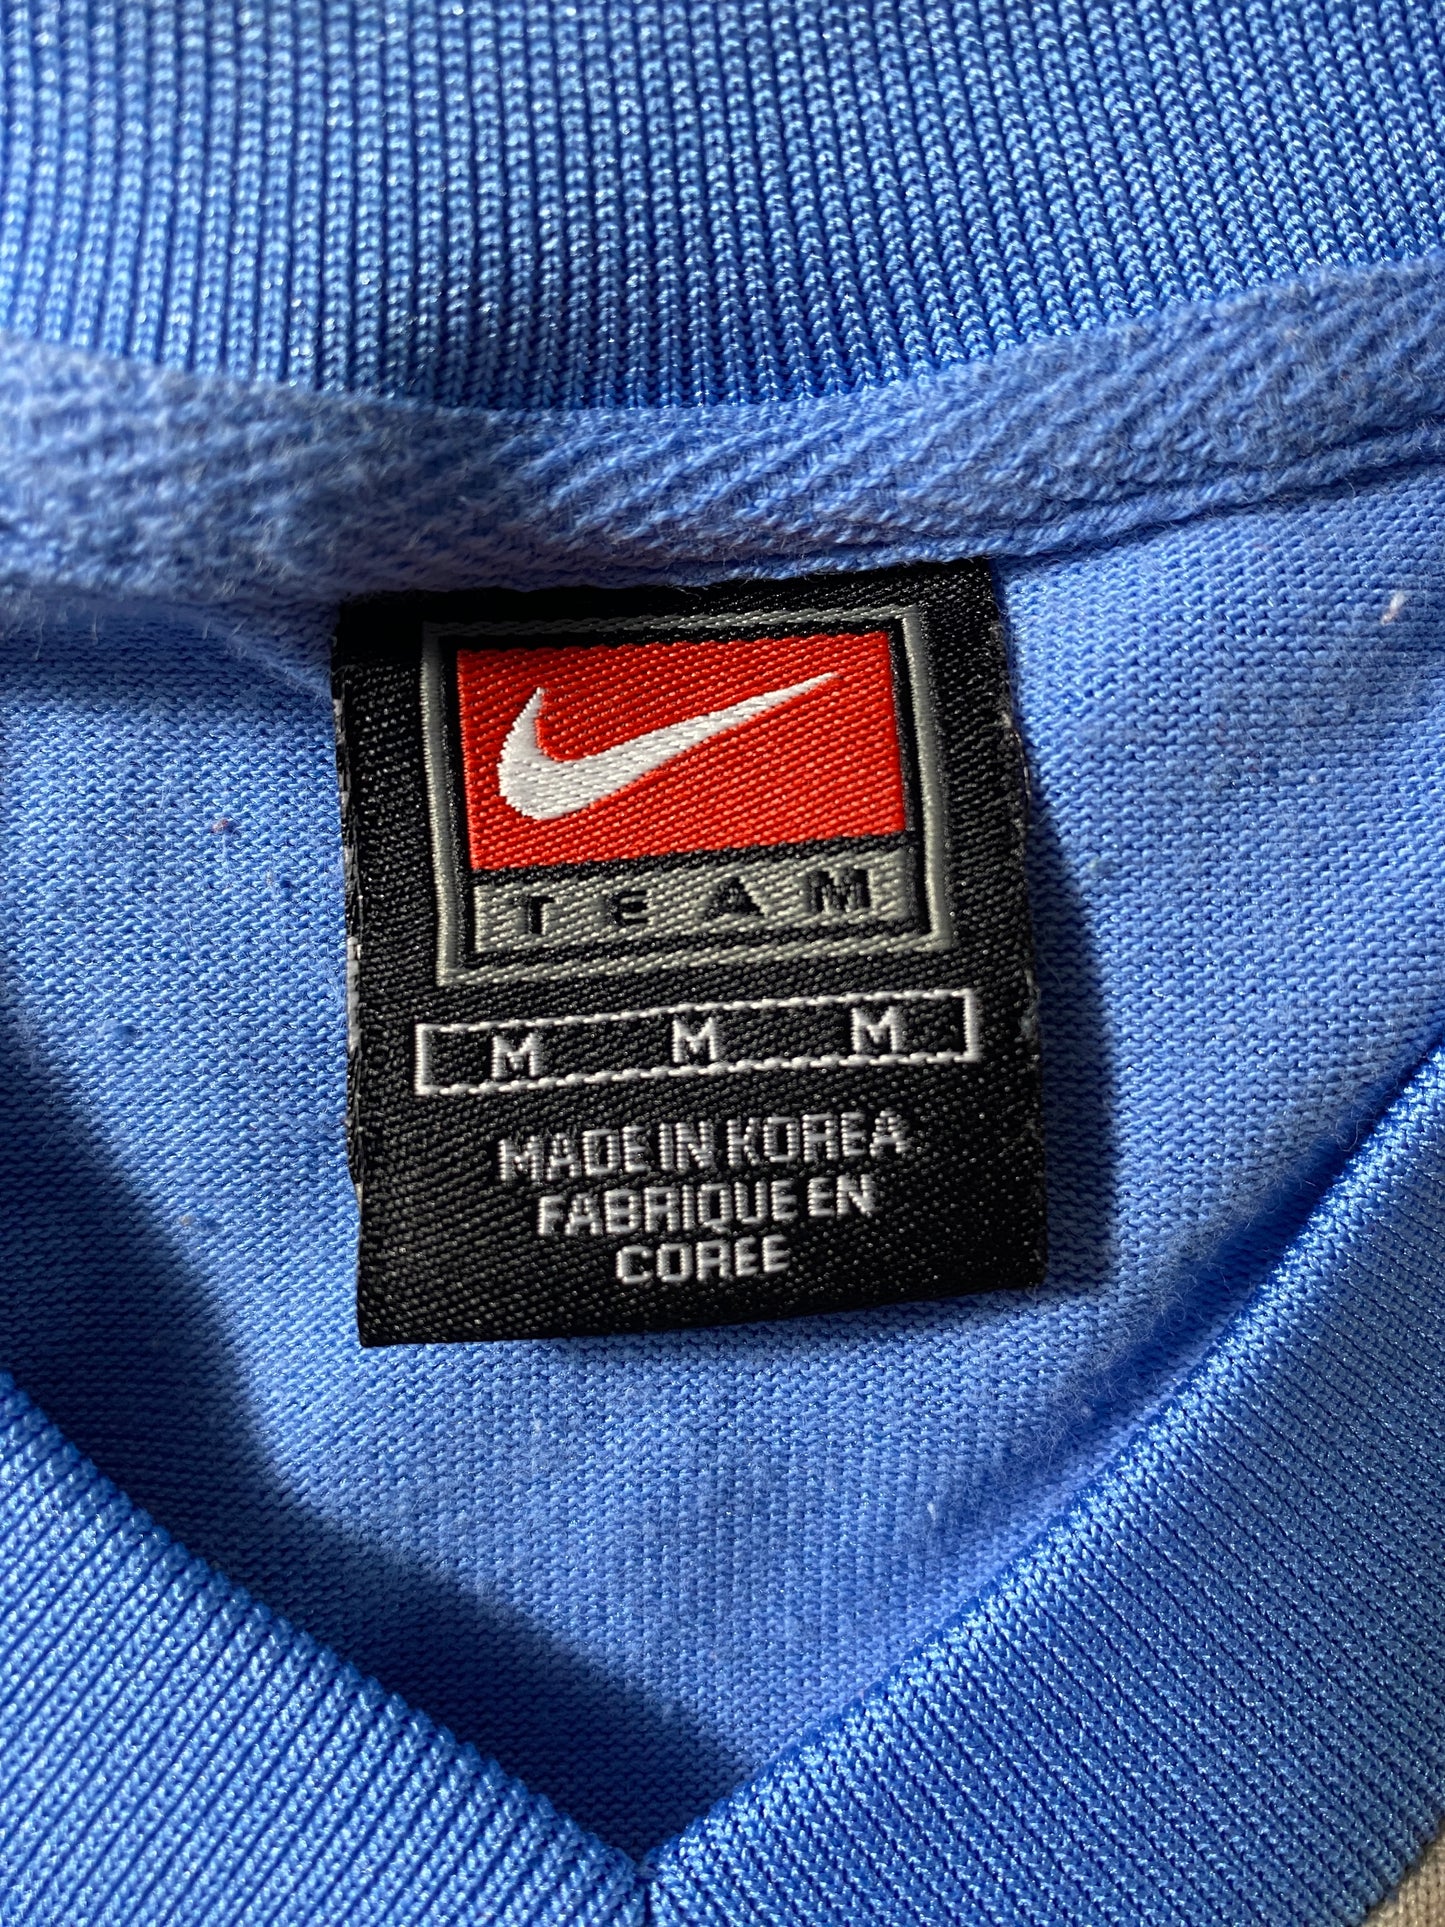 TEAM
M M M
MADE IN KOREA
FABRIQUE EN
COREE